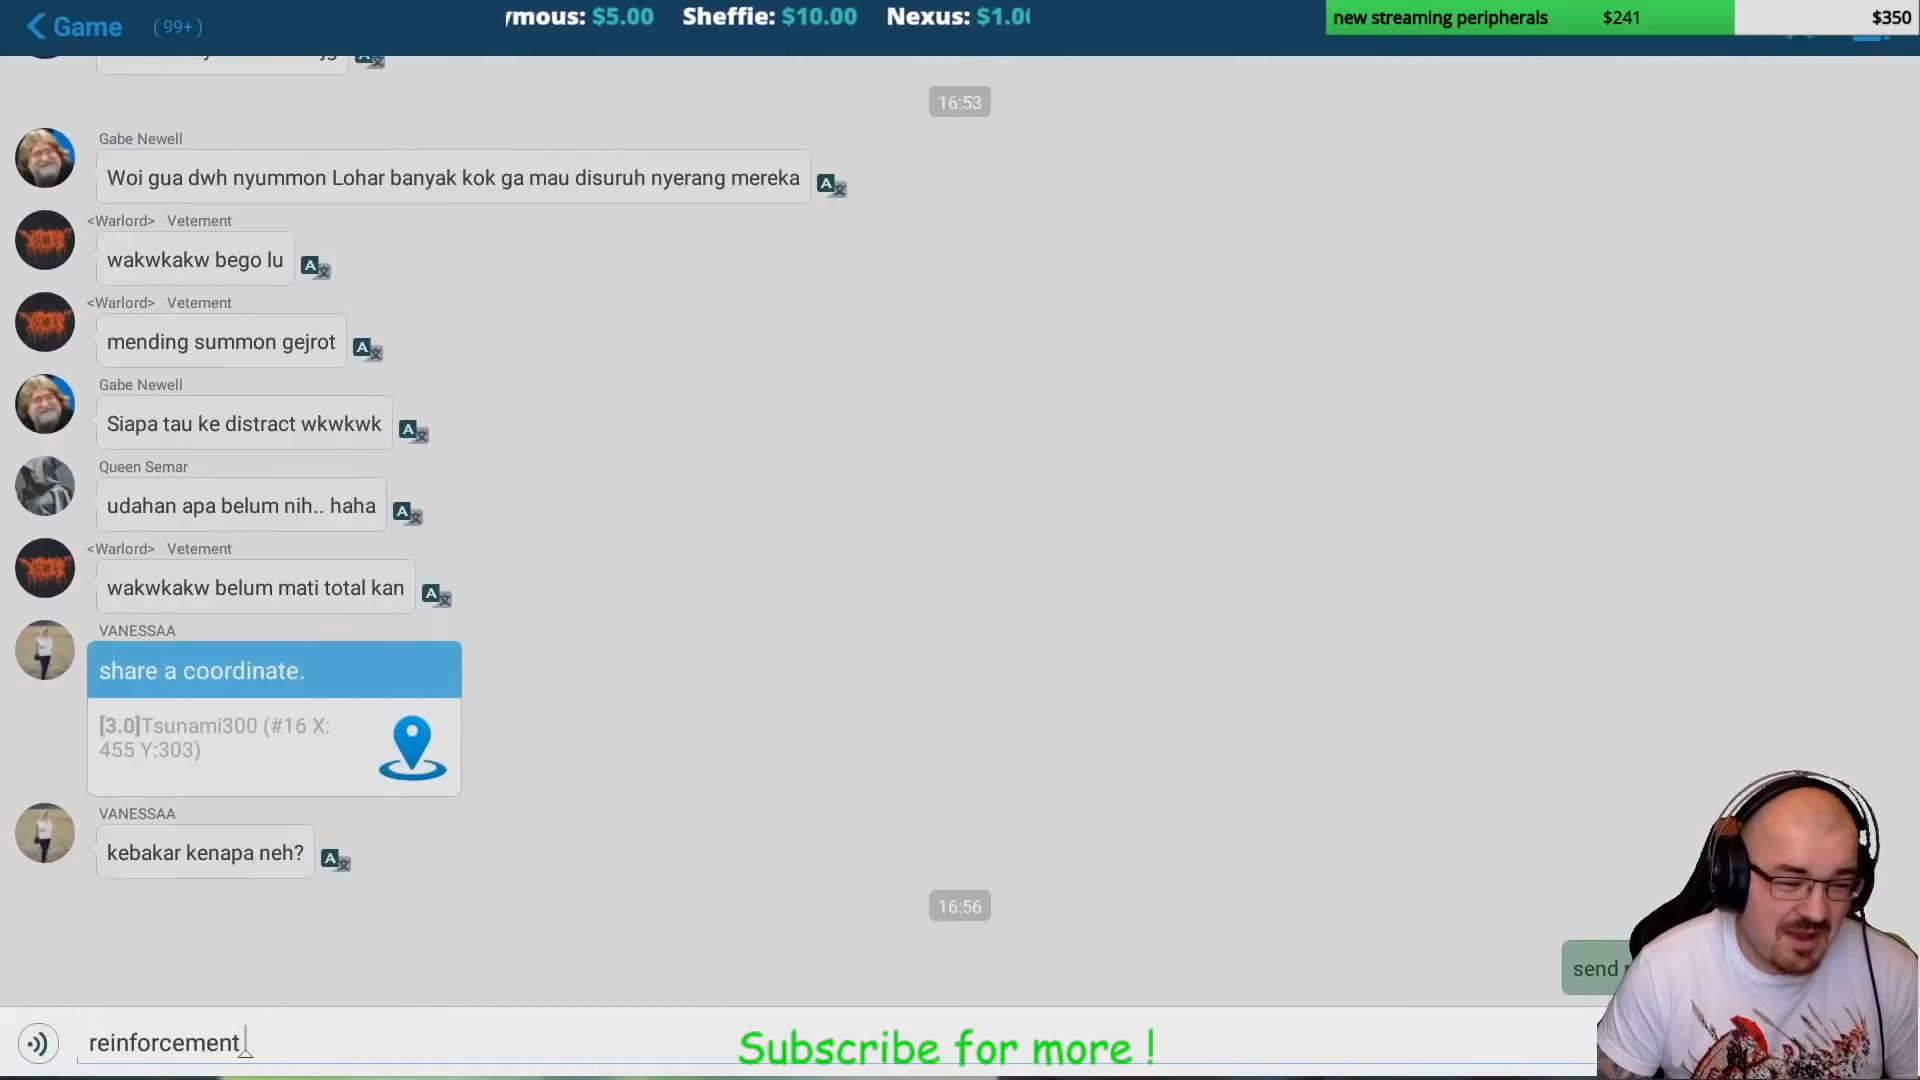 Game (99+)
ymous: $5.00 Sheffie: $10.00 Nexus: $1.00
new streaming peripherals $241 $350
16:53
Gabe Newell
Woi gua dwh nyummon Lohar banyak kok ga mau disuruh nyerang mereka
<Warlord> Vetement
wakwkakw bego lu
<Warlord> Vetement
mending summon gejrot
Gabe Newell
Siapa tau ke distract wkwkwk
Queen Semar
udahan apa belum nih.. haha
<Warlord> Vetement
wakwkakw belum mati total kan
VANESSAA
share a coordinate.
[3.0]Tsunami300 (#16 X:
455 Y:303)
VANESSAA
kebakar kenapa neh?
16:56
send
reinforcement
Subscribe for more !